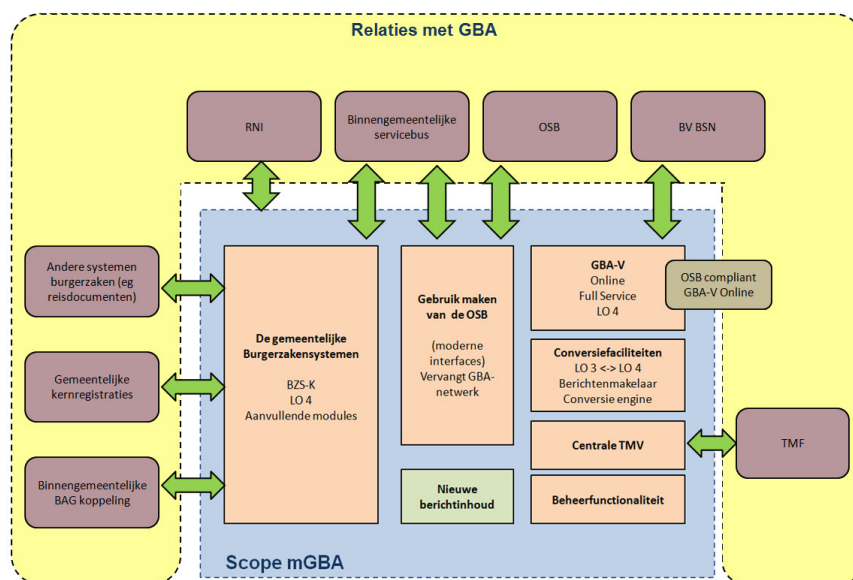 Relaties met GBA
RNI
Binnengemeentelijke
servicebus
OSB
BV BSN
Andere systemen
burgerzaken (eg
reisdocumenten)
Gemeentelijke
kernregistraties
Binnengemeentelijke
BAG koppeling
De gemeentelijke
Burgerzakensystemen
BZS-K
LO 4
Aanvullende modules
Gebruik maken
van de OSB
(moderne
interfaces)
Vervangt GBA-
netwerk
Nieuwe
berichtinhoud
GBA-V
Online
Full Service
LO 4
OSB compliant
GBA-V Online
Conversiefaciliteiten
LO 3 <-> LO 4
Berichtenmakelaar
Conversie engine
Centrale TMV
TMF
Beheerfunctionaliteit
Scope mGBA